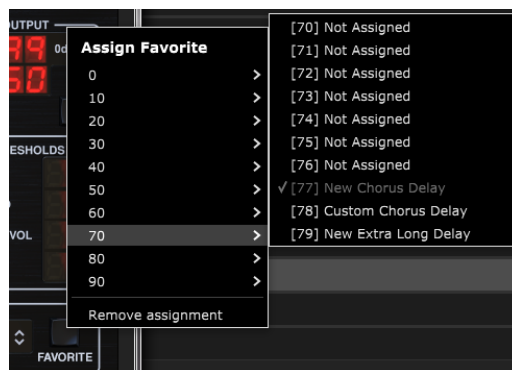 OUTPUT
0d
ESHOLDS
VOL
FAVORITE
Assign Favorite
0
10
20
30
40
50
60
70
80
90
Remove assignment
[70] Not Assigned
[71] Not Assigned
[72] Not Assigned
[73] Not Assigned
[74] Not Assigned
[75] Not Assigned
[76] Not Assigned
✓[77] New Chorus Delay
[78] Custom Chorus Delay
[79] New Extra Long Delay